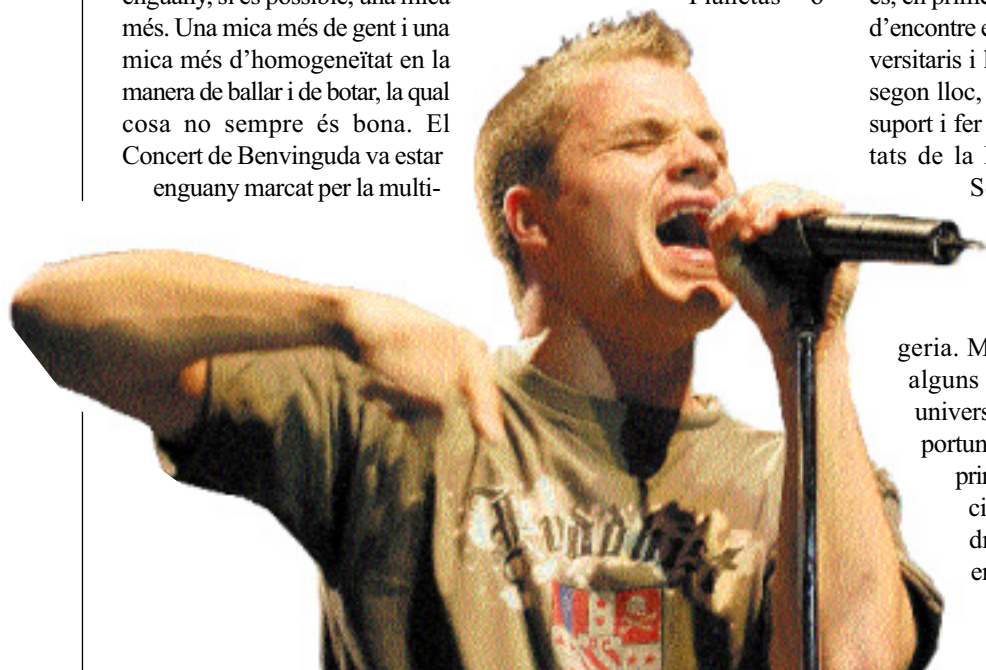 enguany, si és possible, una mica
més. Una mica més de gent i una
mica més d'homogeneïtat en la
manera de ballar i de botar, la qual
cosa no sempre és bona. El
Concert de Benvinguda va estar
enguany marcat per la multi-
Planetas o
és, en prime
d'encontre e
versitaris i l
segon lloc,
suport i fer
tats de la
geria. M
alguns
univers
portun
prin
ci
dr
en